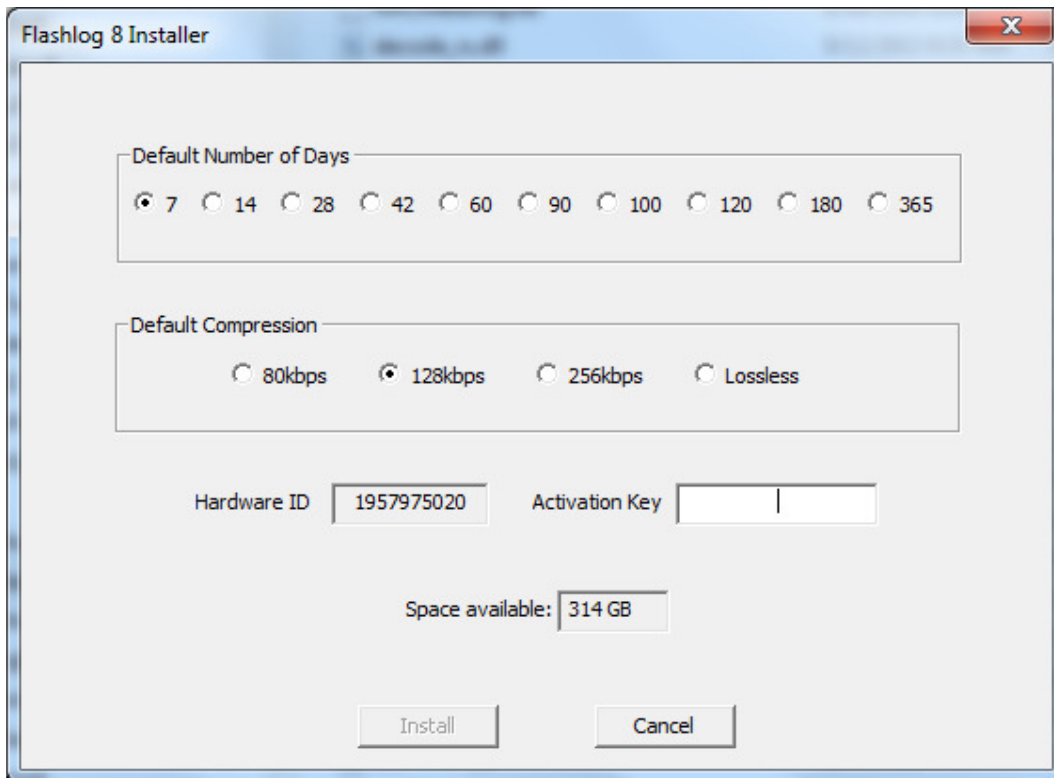 Flashlog 8 Installer
Default Number of Days
7 14 28 42 60 90 100 120 180 365
Default Compression
80kbps 128kbps 256kbps Lossless
Hardware ID 1957975020 Activation Key
Space available: 314 GB
Install Cancel